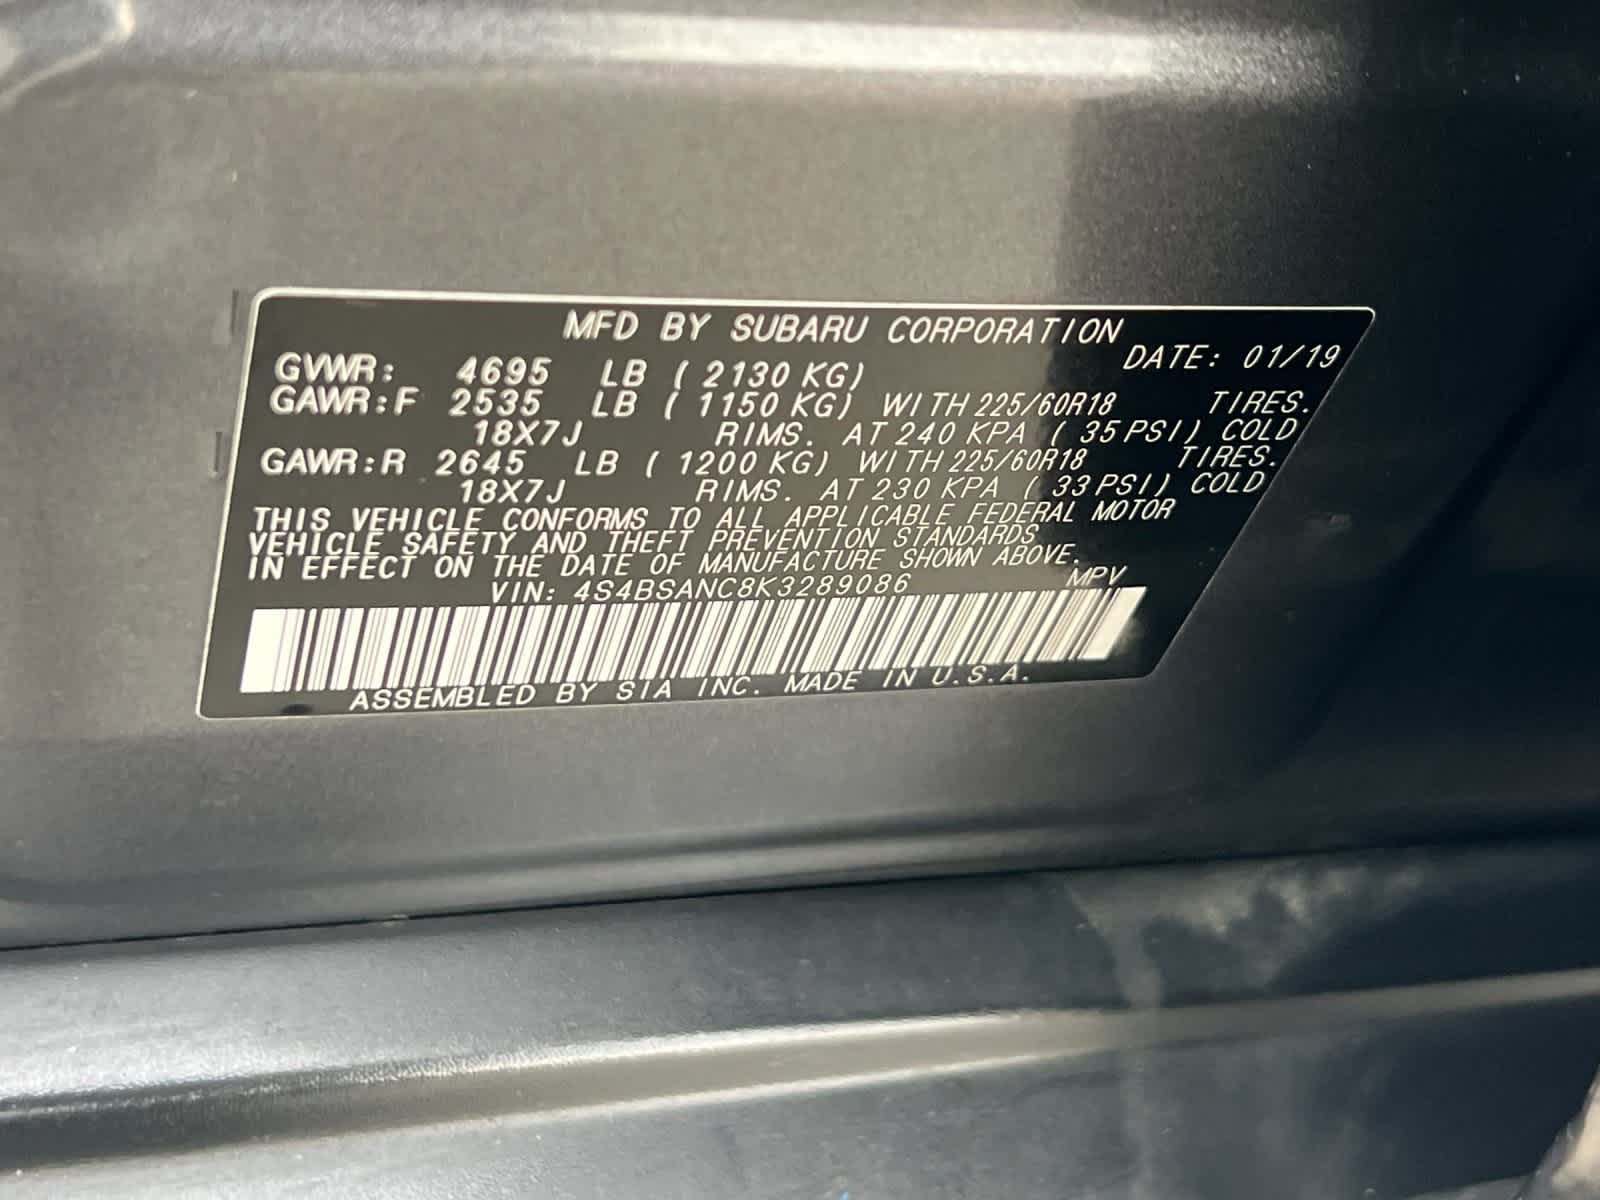 MFD BY SUBARU CORPORATION
DATE: 01/19
GVWR: 4695 LB (2130 KG)
GAWR:F 2535 LB (1150 KG) WITH 225/60R18 TIRES.
18X7J RIMS. AT 240 KPA (35 PSI) COLD
GAWR:R 2645 LB (1200 KG) WITH 225/60R18 TIRES.
18X7J RIMS. AT 230 KPA (33 PSI) COLD
THIS VEHICLE CONFORMS TO ALL APPLICABLE FEDERAL MOTOR
VEHICLE SAFETY AND THEFT PREVENTION STANDARDS
IN EFFECT ON THE DATE OF MANUFACTURE SHOWN ABOVE.
VIN: 4S4BSANC8K3289086 MPV
ASSEMBLED BY SIA INC. MADE IN U.S.A.